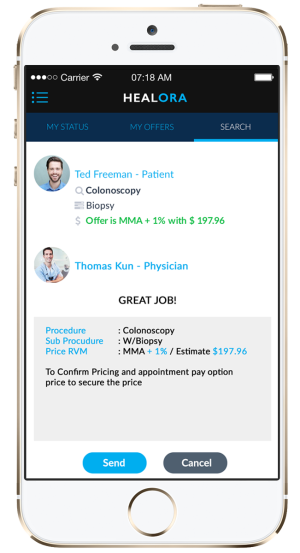 Carrier 07:18 AM
HEALORA
MY STATUS MY OFFERS SEARCH
Ted Freeman - Patient
Colonoscopy
Biopsy
$ Offer is MMA + 1% with $ 197.96
Thomas Kun - Physician
GREAT JOB!
Procedure : Colonoscopy
Sub Procudure : W/Biopsy
Price RVM : MMA + 1% / Estimate $197.96
To Confirm Pricing and appointment pay option
price to secure the price
Send Cancel